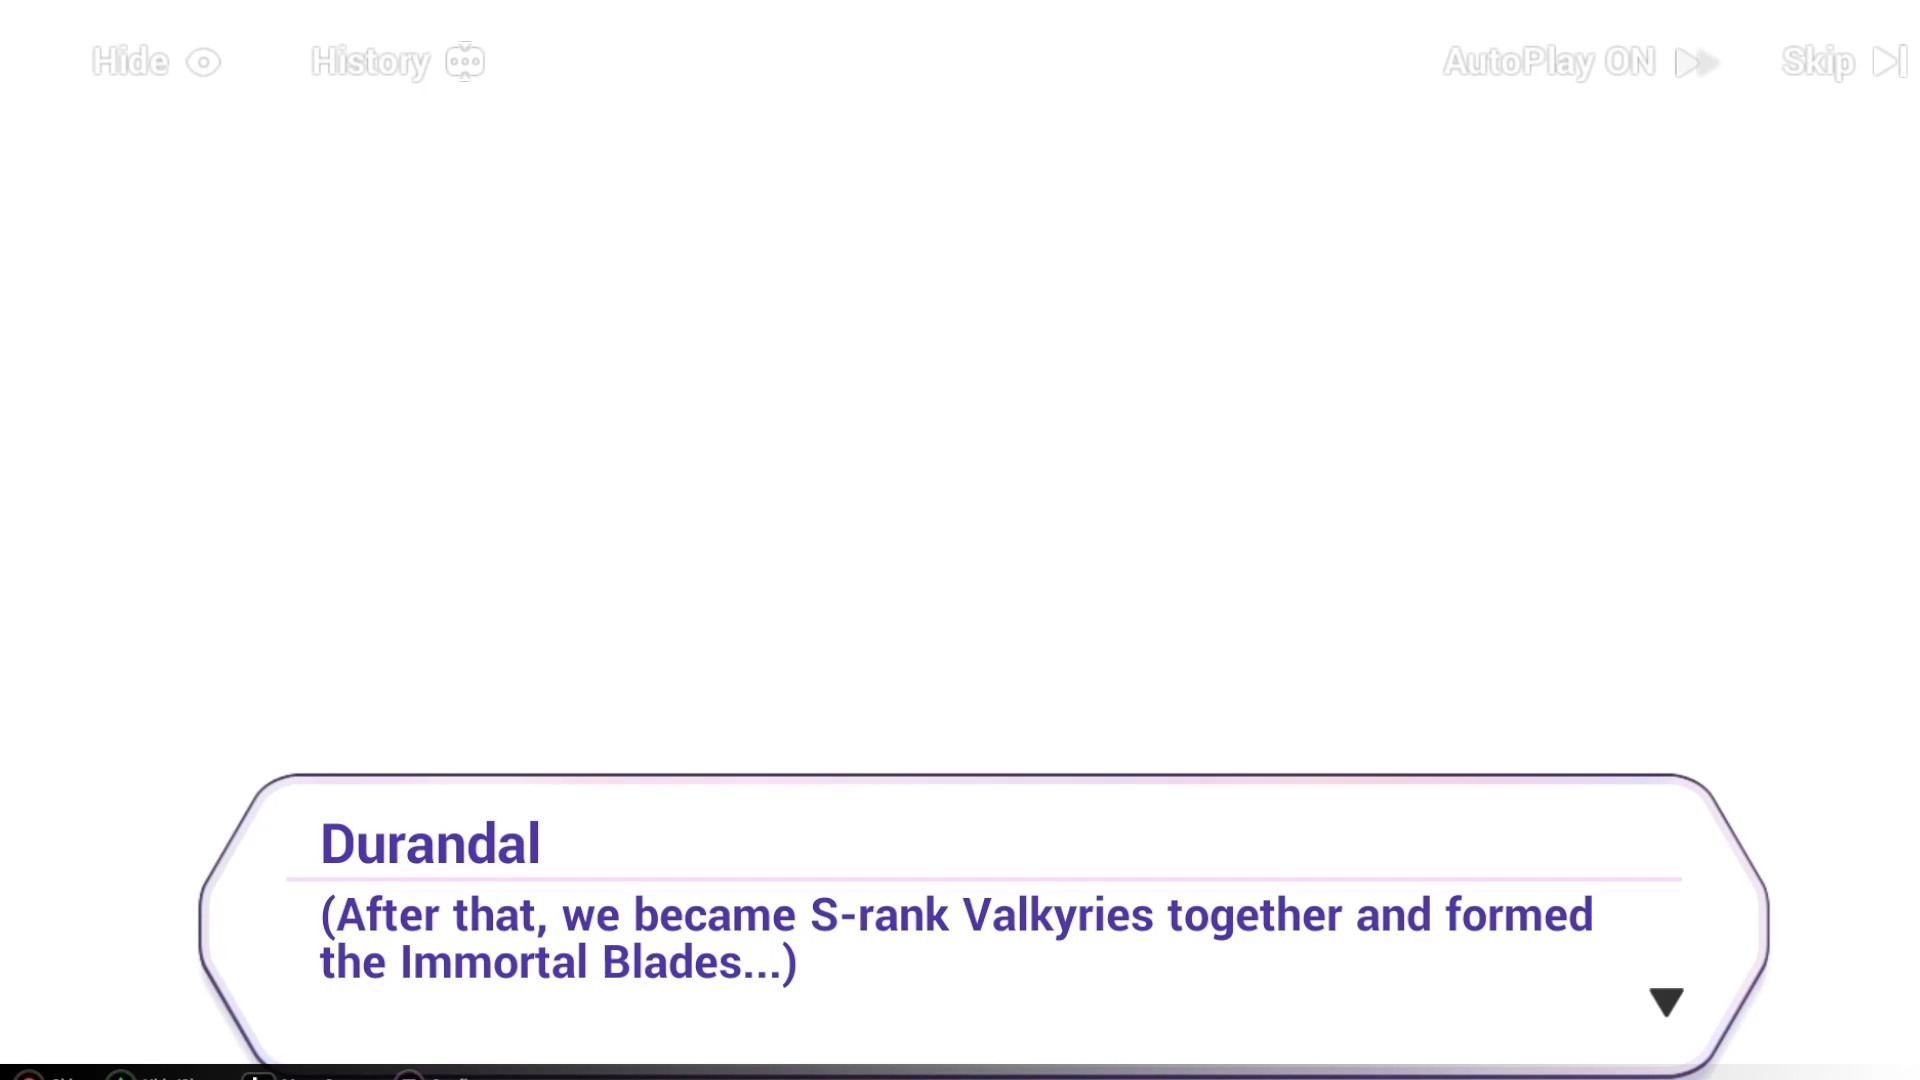 Hide
History
AutoPlay ON
Skip
Durandal
(After that, we became S-rank Valkyries together and formed
the Immortal Blades...)